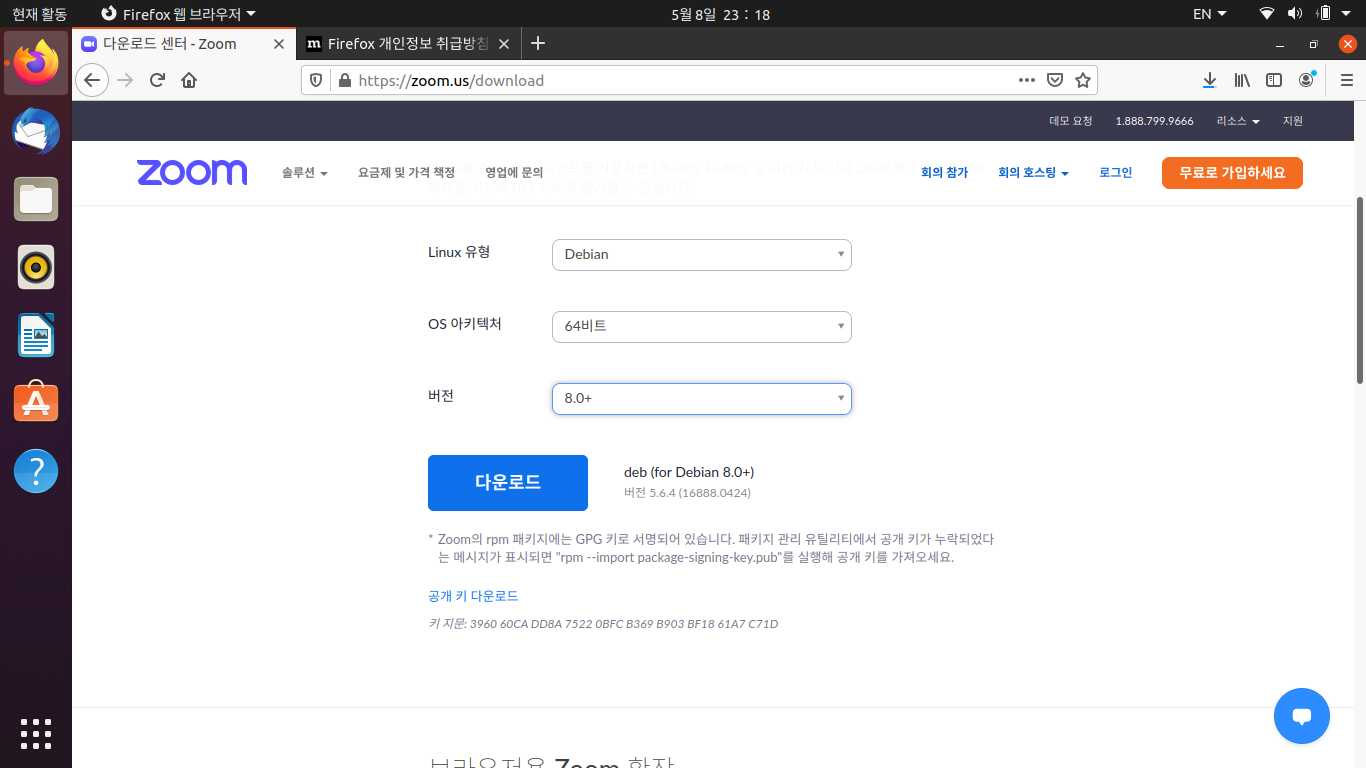 현재 활동
Firefox 웹 브라우저
5월 8일 23 : 18
EN
다운로드 센터 - Zoom
Firefox 개인정보 취급방침
https://zoom.us/download
데모 요청
1.888.799.9666
리소스
지원
zoom
솔루션
요금제 및 가격 책정
영업에 문의
회의 참가
회의 호스팅
로그인
무료로 가입하세요
Linux 유형
Debian
OS 아키텍처
64비트
버전
8.0+
다운로드
deb (for Debian 8.0+)
버전 5.6.4 (16888.0424)
* Zoom의 rpm 패키지에는 GPG 키로 서명되어 있습니다. 패키지 관리 유틸리티에서 공개 키가 누락되었다
는 메시지가 표시되면 "rpm --import package-signing-key.pub"를 실행해 공개 키를 가져오세요.
공개 키 다운로드
키 지문: 3960 60CA DD8A 7522 0BFC B369 B903 BF18 61A7 C71D
브라우저용 Zoom 확장